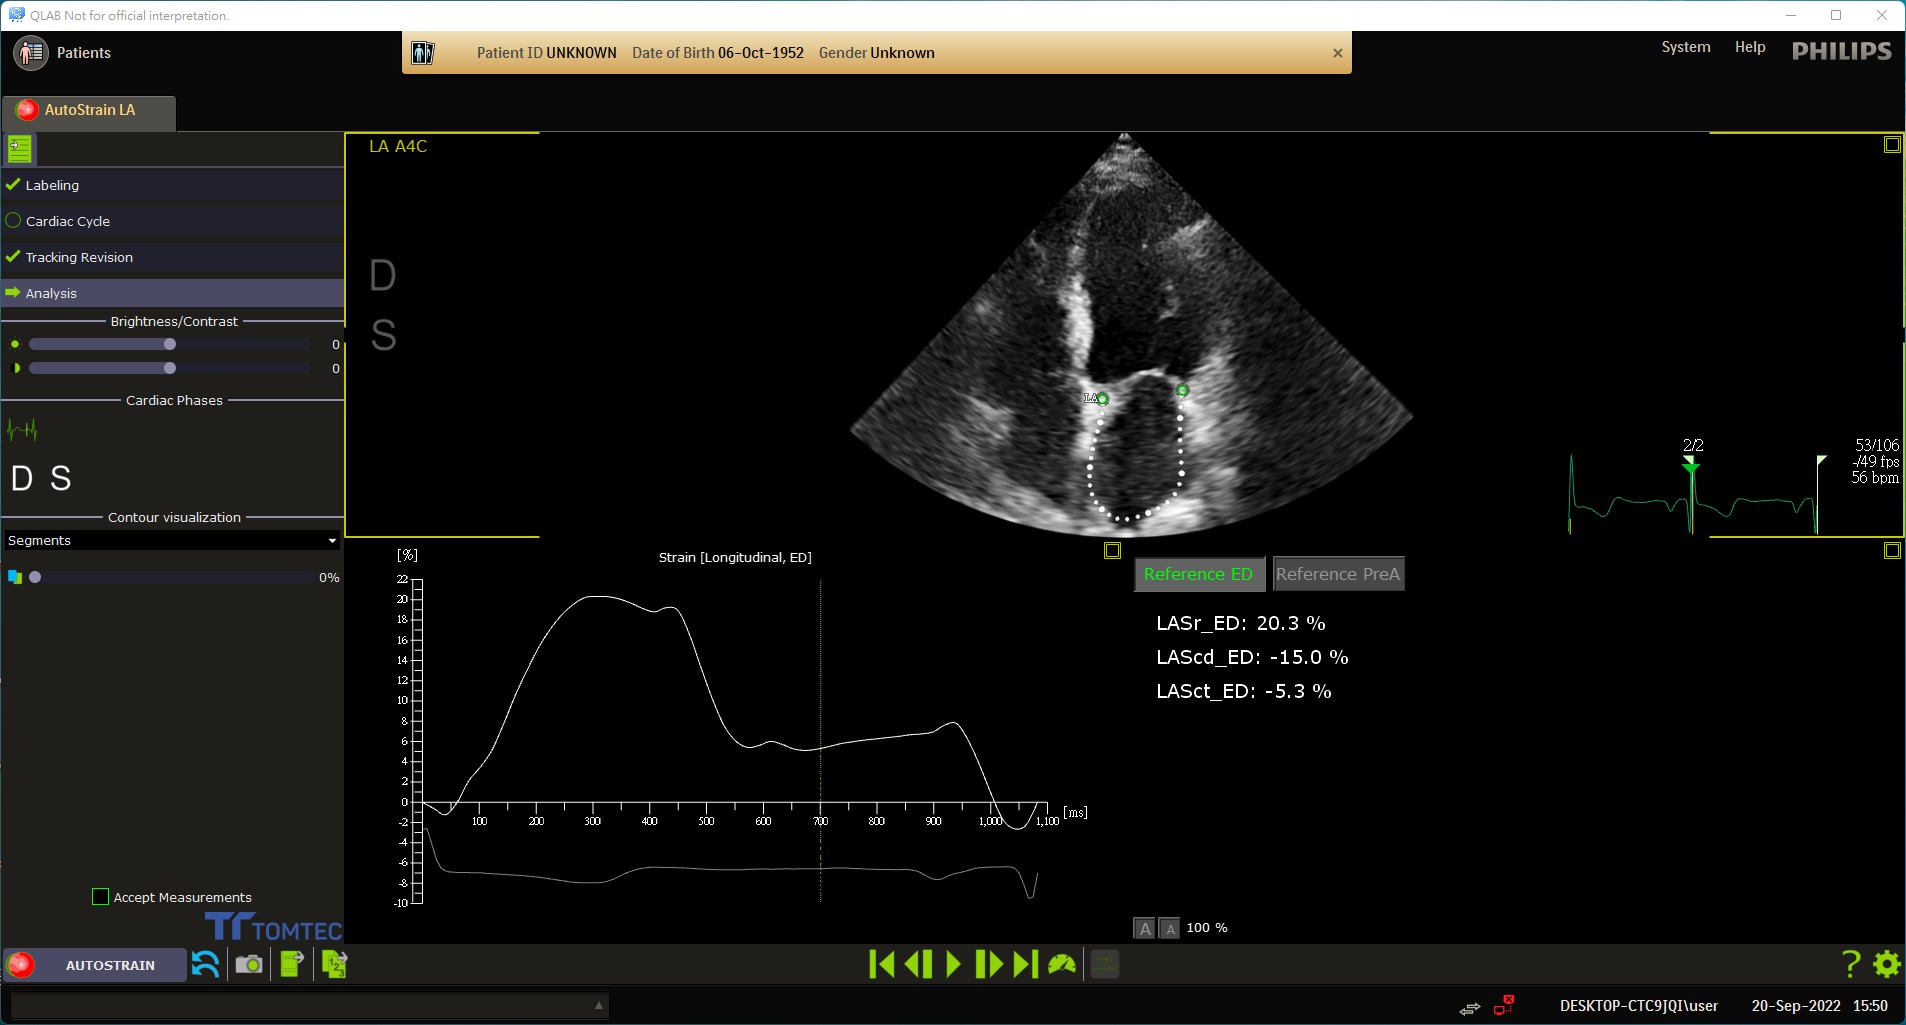 QLAB Not for official interpretation.
Patients
Patient ID UNKNOWN Date of Birth 06-Oct-1952 Gender Unknown
System Help PHILIPS
AutoStrain LA
Labeling
Cardiac Cycle
Tracking Revision
Analysis
Brightness/Contrast
0
0
Cardiac Phases
D S
Contour visualization
Segments
0%
Accept Measurements
TOMTEC
LA A4C
D
S
LA
2/2
53/106
-/49 fps
56 bpm
[%]
Strain [Longitudinal, ED]
22
20
18
16
14
12
10
8
6
4
2
0
-2
-4
-6
-8
-10
100 200 300 400 500 600 700 800 900 1,000 1,100 [ms]
Reference ED Reference PreA
LASr_ED: 20.3 %
LAScd_ED: -15.0 %
LASct_ED: -5.3 %
A A 100 %
AUTOSTRAIN
123
?
DESKTOP-CTC9JQI\user 20-Sep-2022 15:50